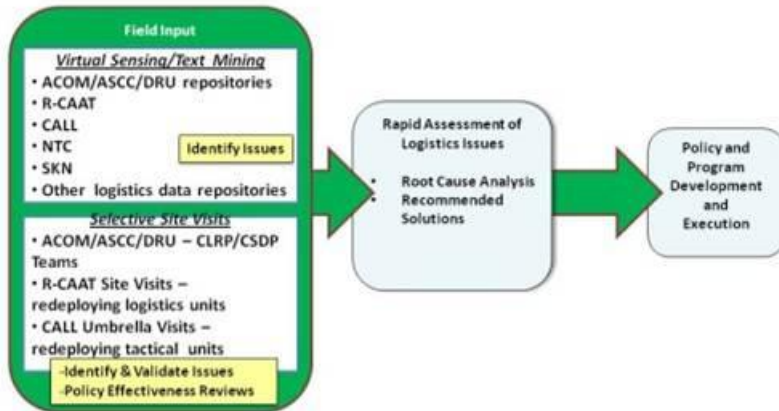 Field Input
Virtual Sensing/Text Mining
• ACOM/ASCC/DRU repositories
• R-CAAT
• CALL
• NTC
• SKN
• Other logistics data repositories
Identify Issues
Selective Site Visits
• ACOM/ASCC/DRU – CLRP/CSDP
Teams
• R-CAAT Site Visits –
redeploying logistics units
• CALL Umbrella Visits –
redeploying tactical units
-Identify & Validate Issues
-Policy Effectiveness Reviews
Rapid Assessment of
Logistics Issues
• Root Cause Analysis
• Recommended
Solutions
Policy and
Program
Development
and
Execution